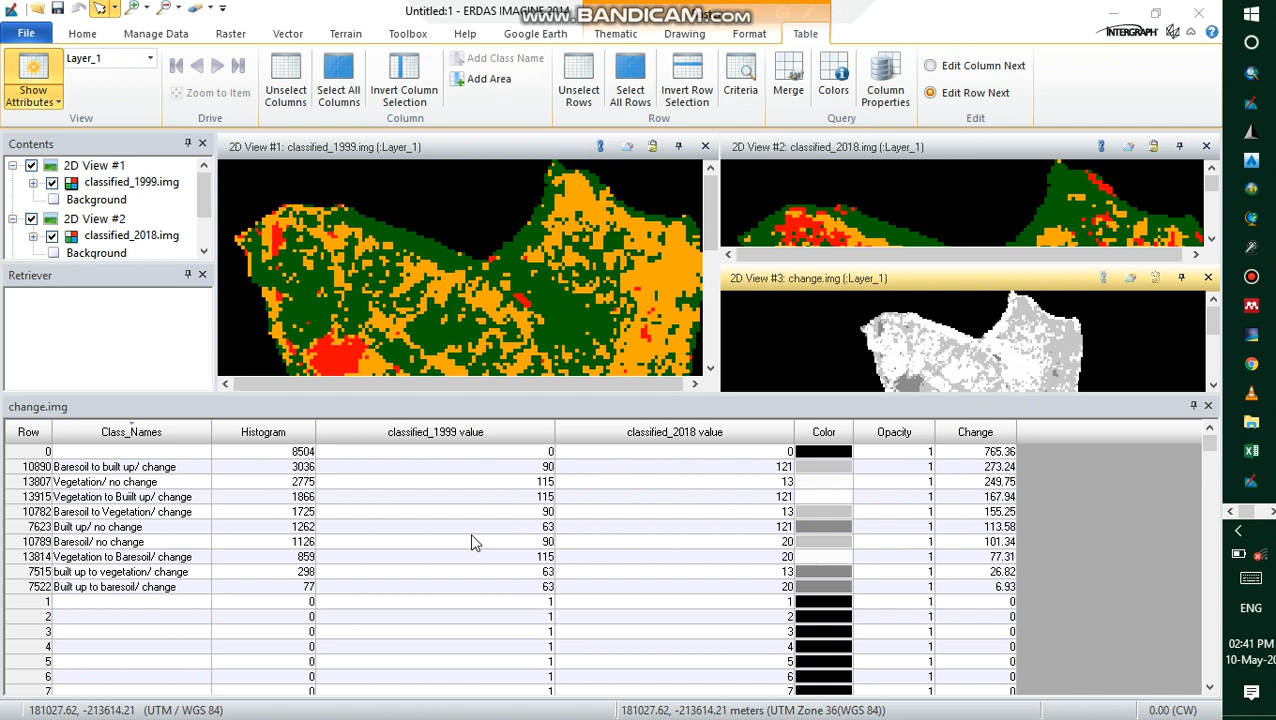 Untitled:1 - ERDAS IMAGINE 2014
www.BANDICAM.com
File Home Manage Data Raster Vector Terrain Toolbox Help Google Earth Thematic Drawing Format Table
INTERGRAPH
Show Attributes
Layer_1
Zoom to Item
View
Drive
Unselect Columns
Select All Columns
Invert Column Selection
Add Class Name
Add Area
Column
Unselect Rows
Select All Rows
Invert Row Selection
Criteria
Row
Merge
Colors
Column Properties
Query
Edit Column Next
Edit Row Next
Edit
Contents
2D View #1
classified_1999.img
Background
2D View #2
classified_2018.img
Background
Retriever
2D View #1: classified_1999.img (:Layer_1)
2D View #2: classified_2018.img (:Layer_1)
2D View #3: change.img (:Layer_1)
change.img
Row Class_Names Histogram classified_1999 value classified_2018 value Color Opacity Change
0 8504 0 0 1 765.36
10890 Baresoil to built up/ change 3036 90 121 1 273.24
13807 Vegetation/ no change 2775 115 13 1 249.75
13915 Vegetation to Buiilt up/ change 1866 115 121 1 167.94
10782 Baresoil to Vegetation/ change 1725 90 13 1 155.25
7623 Built up/ no change 1262 63 121 1 113.58
10789 Baresoil/ no change 1126 90 20 1 101.34
13814 Vegetation to Baresoil/ change 859 115 20 1 77.31
7515 built up to vegetation/ change 298 63 13 1 26.82
7522 Built up to baresoil/ change 77 63 20 1 6.93
1 0 1 1 1 0
2 0 1 2 1 0
3 0 1 3 1 0
4 0 1 4 1 0
5 0 1 5 1 0
6 0 1 6 1 0
7 0 1 7 1 0
181027.62, -213614.21 (UTM / WGS 84)
181027.62, -213614.21 meters (UTM Zone 36(WGS 84))
0.00 (CW)
ENG
02:41 PM
10-May-20